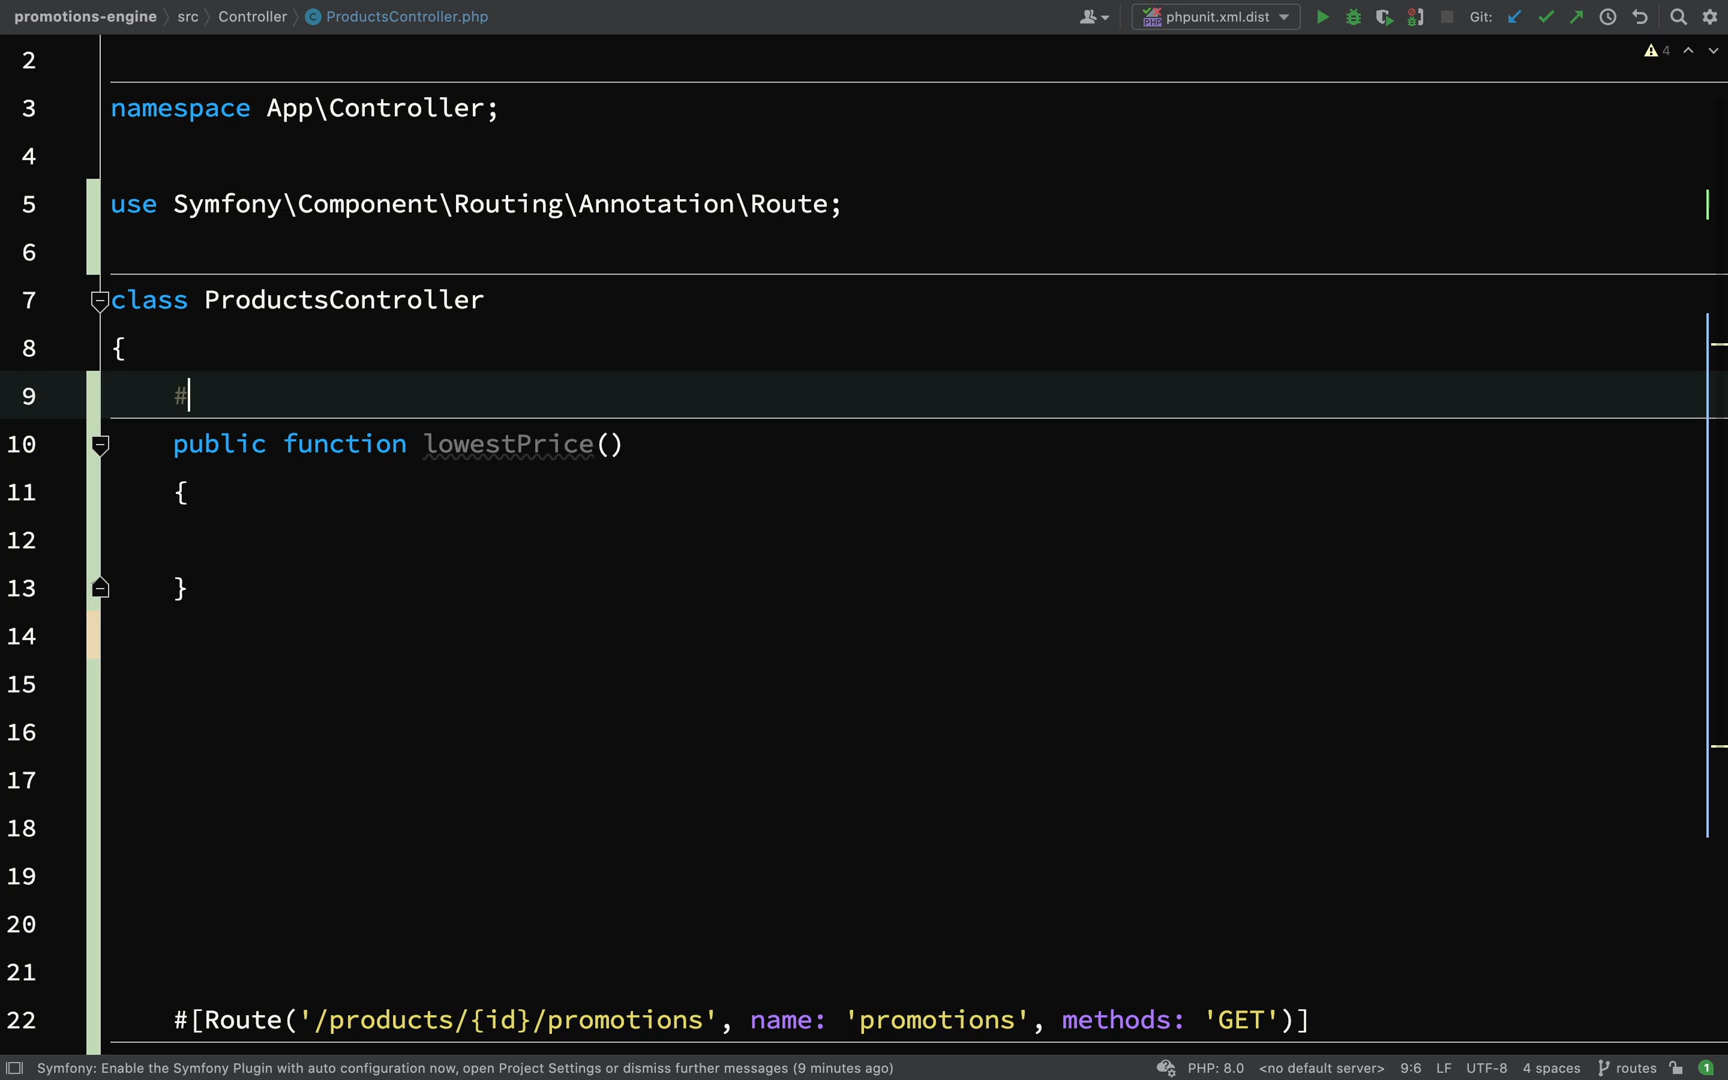 promotions-engine src Controller ProductsController.php phpunit.xml.dist Git:
4
2
3 namespace App\Controller;
4
5 use Symfony\Component\Routing\Annotation\Route;
6
7 class ProductsController
8 {
9 #
10 public function lowestPrice()
11 {
12
13 }
14
15
16
17
18
19
20
21
22 #[Route('/products/{id}/promotions', name: 'promotions', methods: 'GET')]
Symfony: Enable the Symfony Plugin with auto configuration now, open Project Settings or dismiss further messages (9 minutes ago) PHP: 8.0 <no default server> 9:6 LF UTF-8 4 spaces routes 1